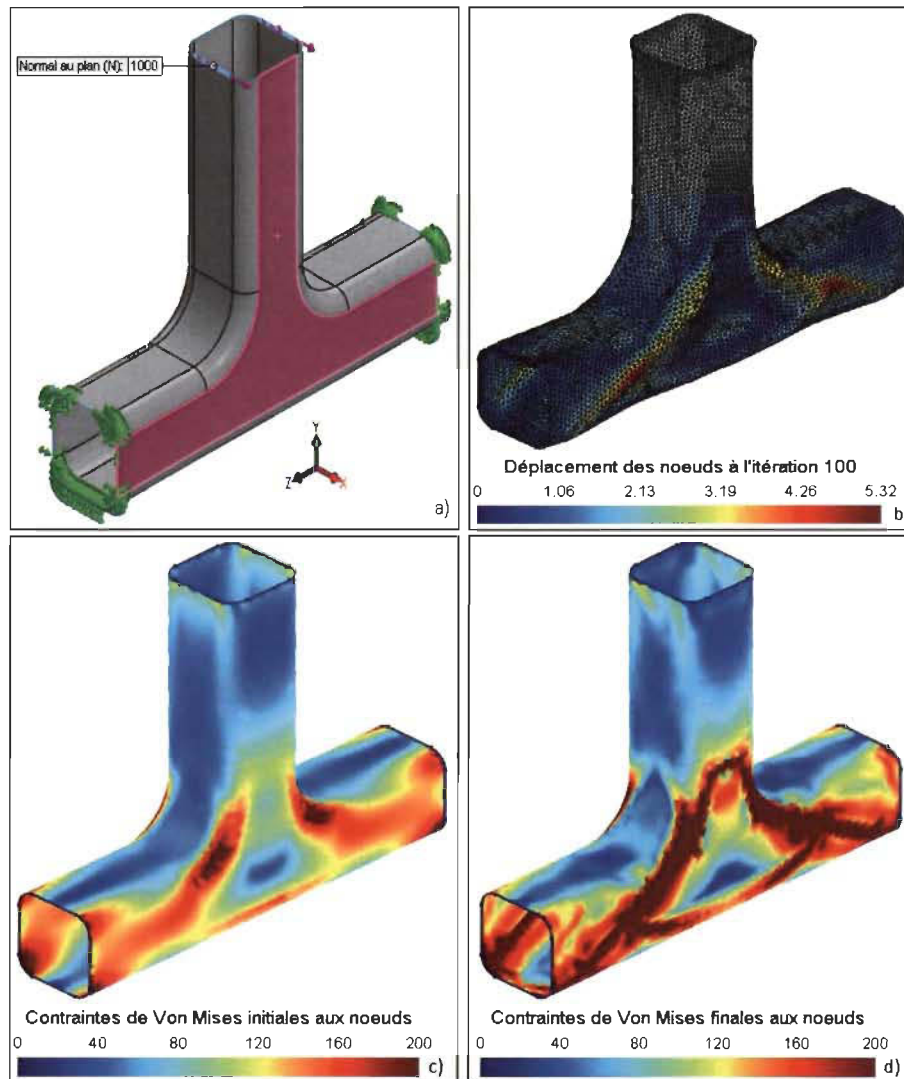 Normal au plan (N): 1000
Y
Z
X
a)
Déplacement des noeuds à l'itération 100
0 1.06 2.13 3.19 4.26 5.32
b
Contraintes de Von Mises initiales aux noeuds
0 40 80 120 160 200
c)
Contraintes de Von Mises finales aux noeuds
0 40 80 120 160 200
d)